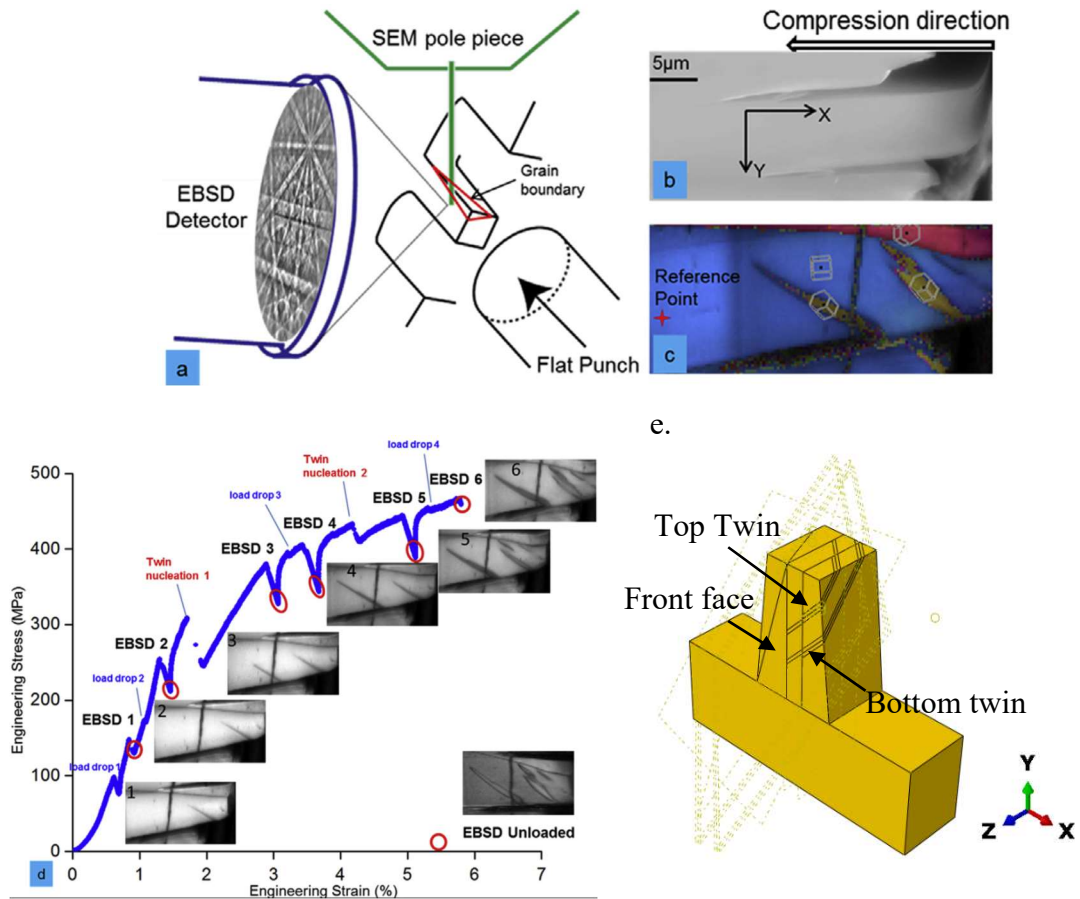 SEM pole piece
EBSD
Detector
Grain
boundary
Flat Punch
a
Compression direction
5μm
X
Y
b
Reference
Point
c
e.
Engineering Stress (MPa)
500
400
300
200
100
0
0
1
2
3
4
5
6
7
Engineering Strain (%)
load drop 1
EBSD 1
load drop 2
EBSD 2
Twin
nucleation 1
EBSD 3
load drop 3
EBSD 4
Twin
nucleation 2
EBSD 5
load drop 4
EBSD 6
1
2
3
4
5
6
EBSD Unloaded
d
Top Twin
Front face
Bottom twin
Y
Z
X